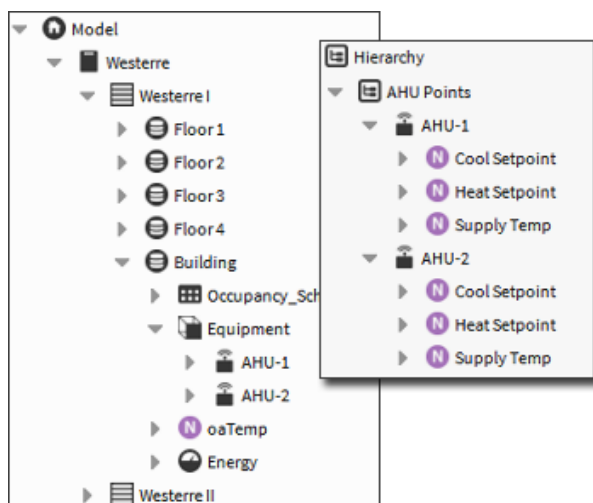 Model
Westerre
Westerre I
Floor 1
Floor 2
Floor 3
Floor 4
Building
Occupancy_Sch
Equipment
AHU-1
AHU-2
N oaTemp
Energy
Westerre II
Hierarchy
AHU Points
AHU-1
N Cool Setpoint
N Heat Setpoint
N Supply Temp
AHU-2
N Cool Setpoint
N Heat Setpoint
N Supply Temp